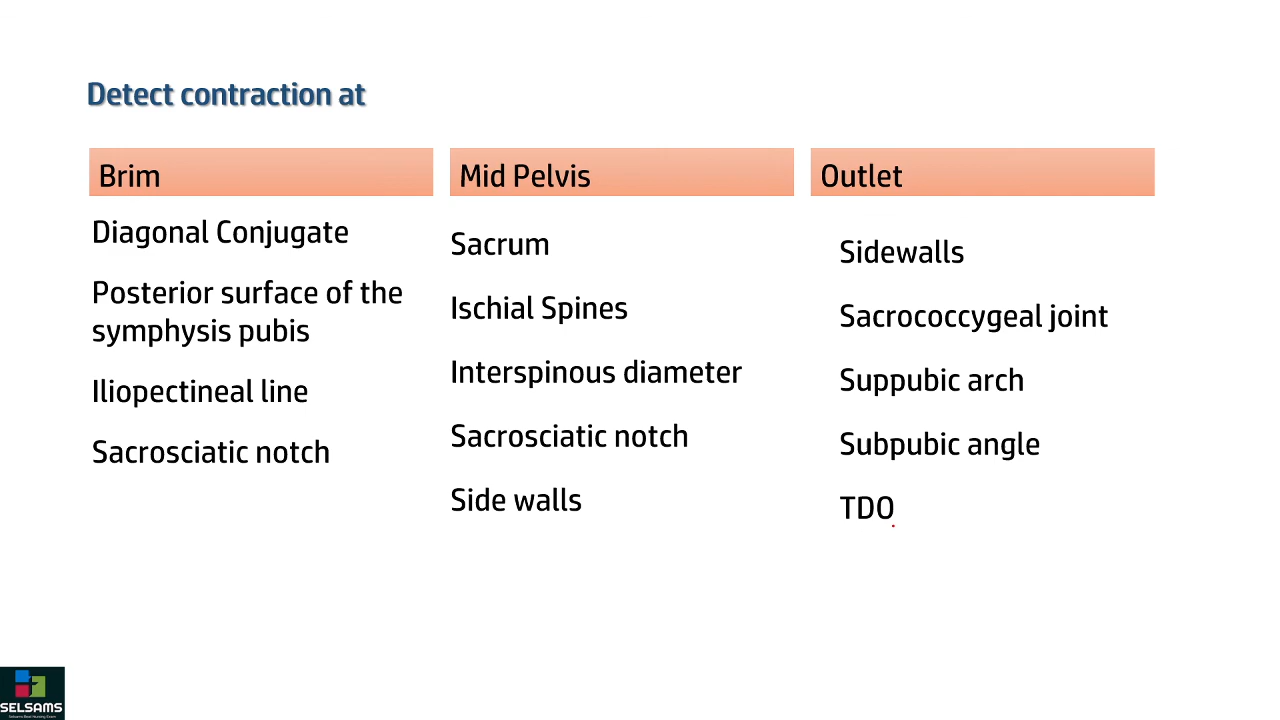 Detect contraction at
Brim
Diagonal Conjugate
Posterior surface of the
symphysis pubis
Iliopectineal line
Sacrosciatic notch
Mid Pelvis
Sacrum
Ischial Spines
Interspinous diameter
Sacrosciatic notch
Side walls
Outlet
Sidewalls
Sacrococcygeal joint
Suppubic arch
Subpubic angle
TDO
SELSAMS